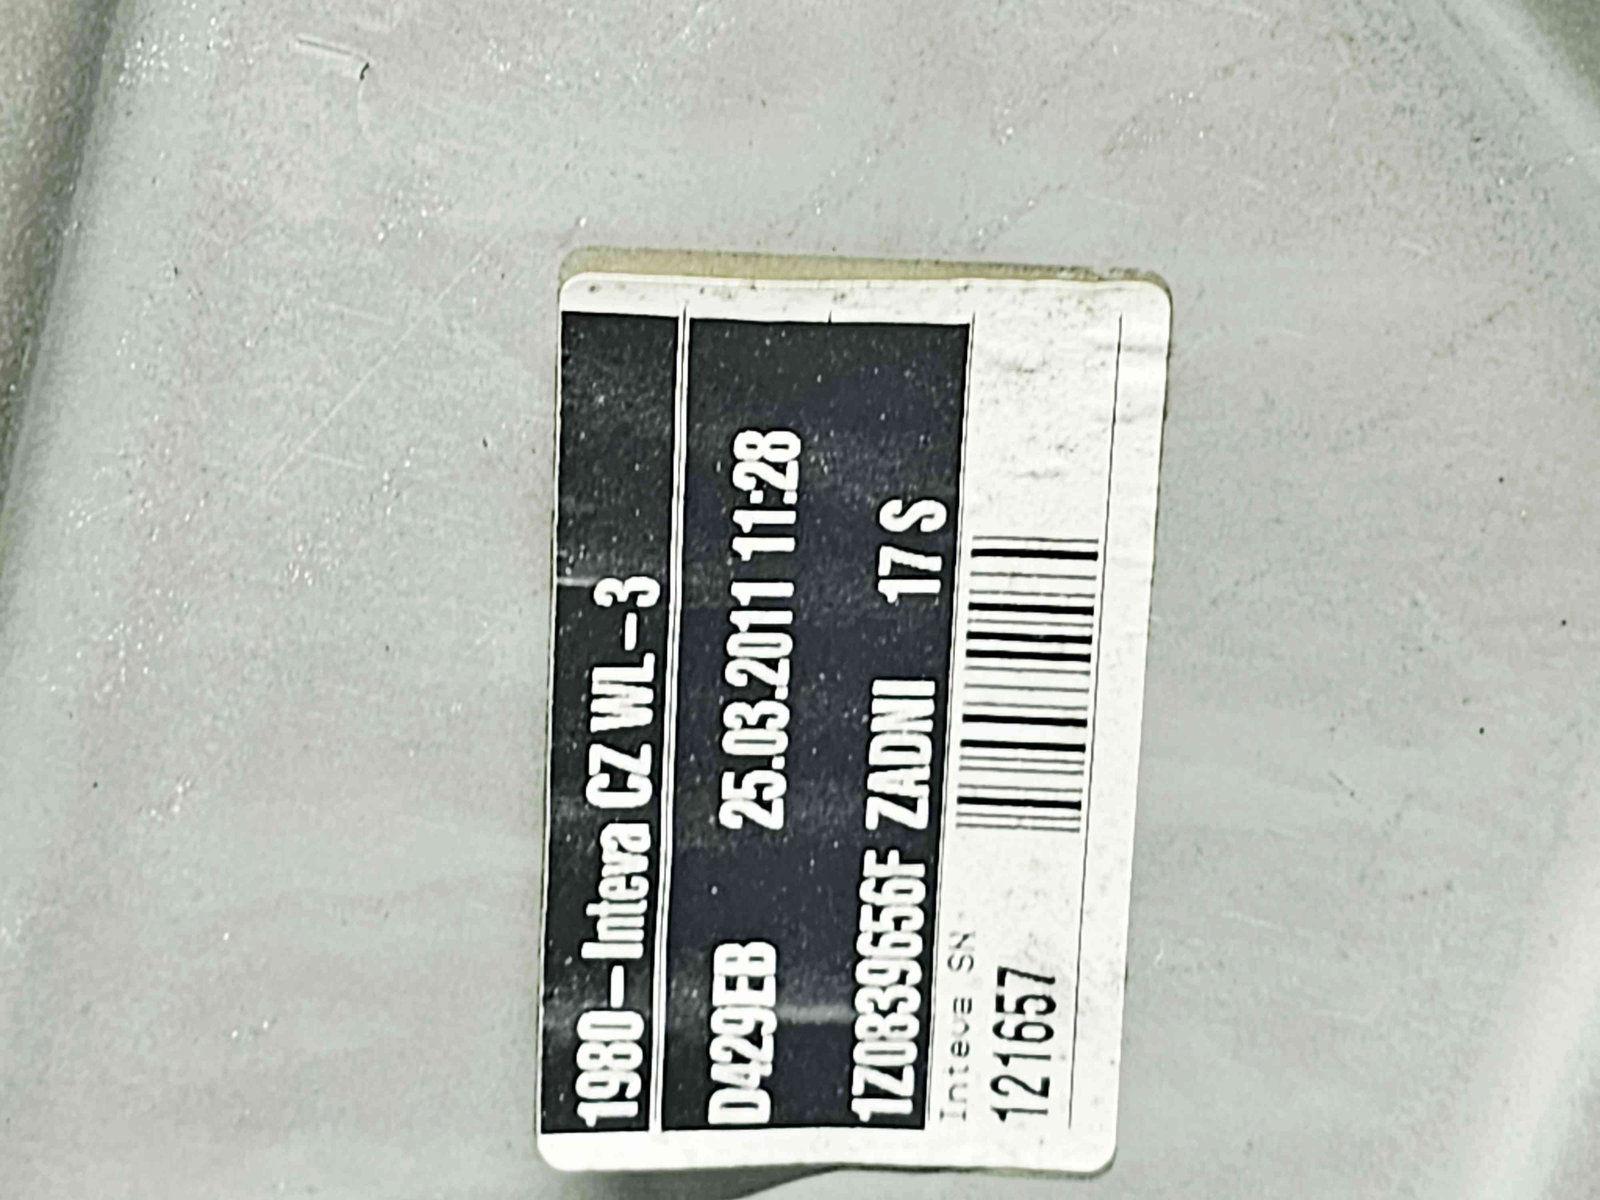 1980-Inteva CZ WL-3
D429EB 25.03.2011 11:28
1Z0839656F ZADNI 17 S
Inteva SN
121657